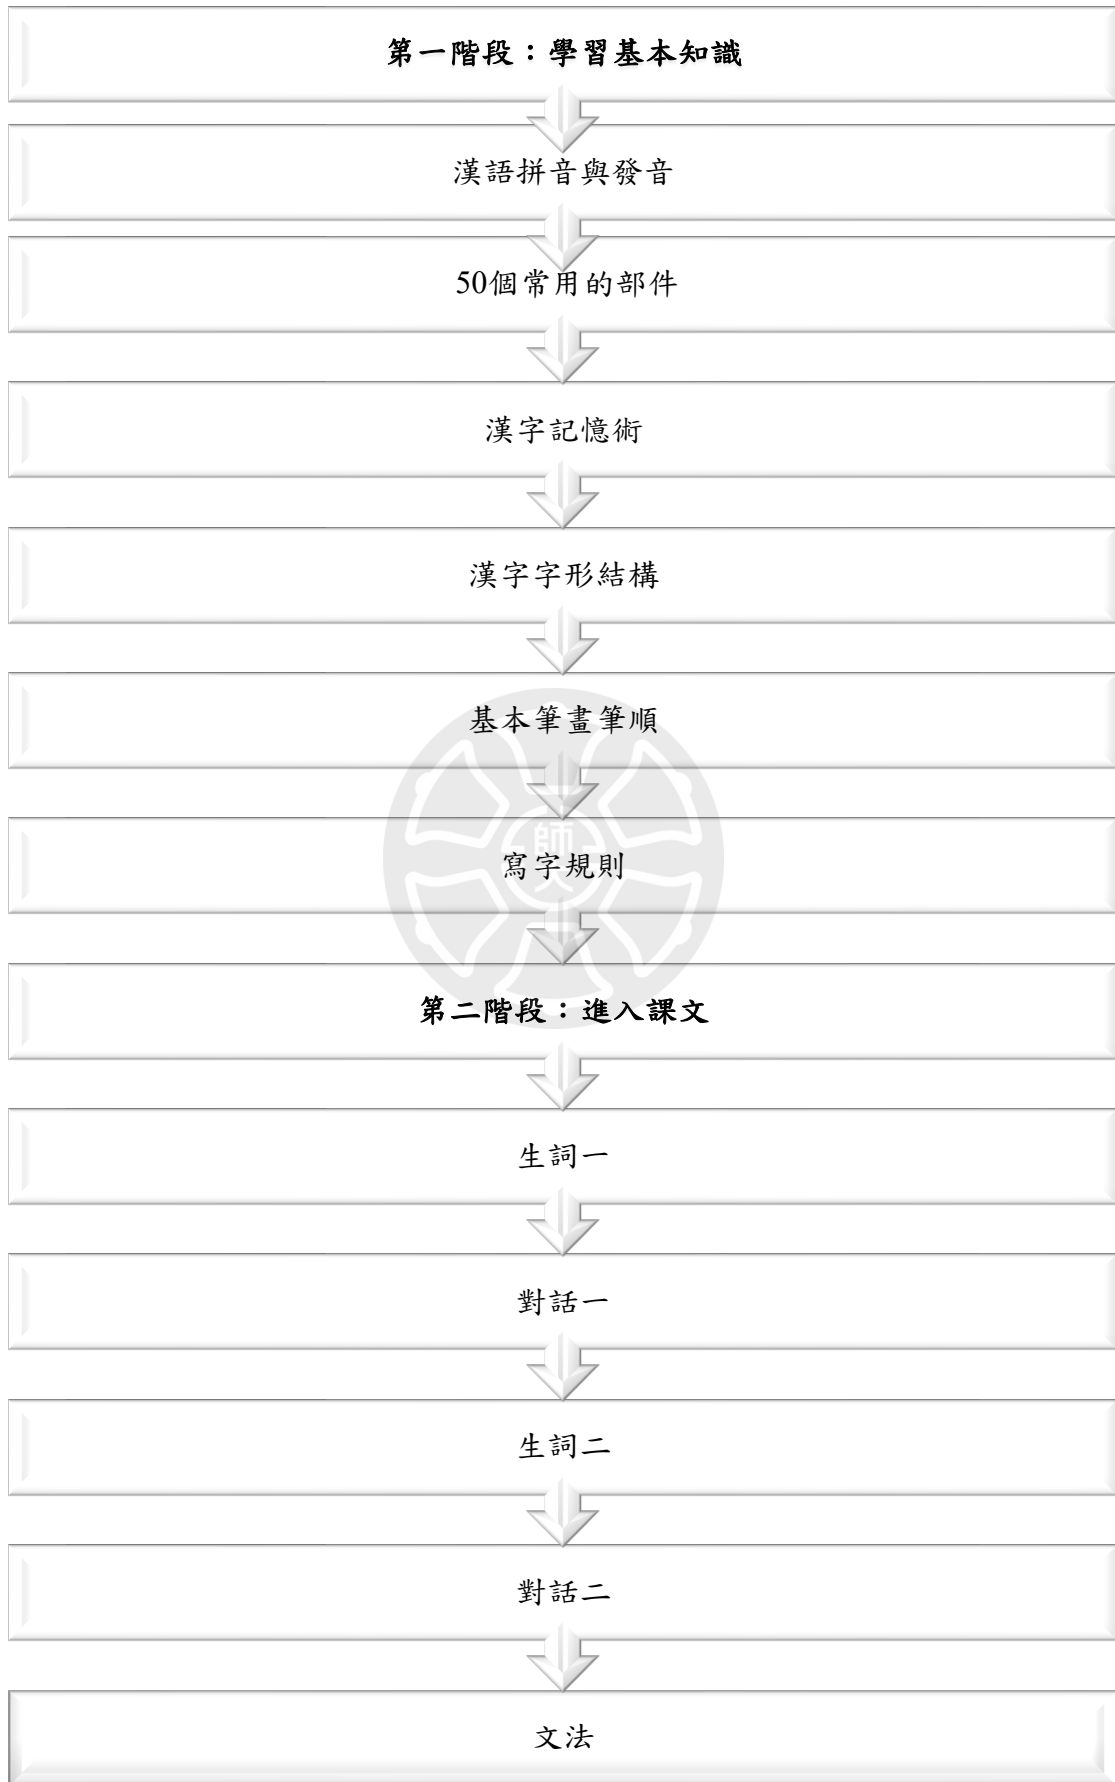 第一階段：學習基本知識
漢語拼音與發音
50個常用的部件
漢字記憶術
漢字字形結構
基本筆畫筆順
寫字規則
第二階段：進入課文
生詞一
對話一
生詞二
對話二
文法